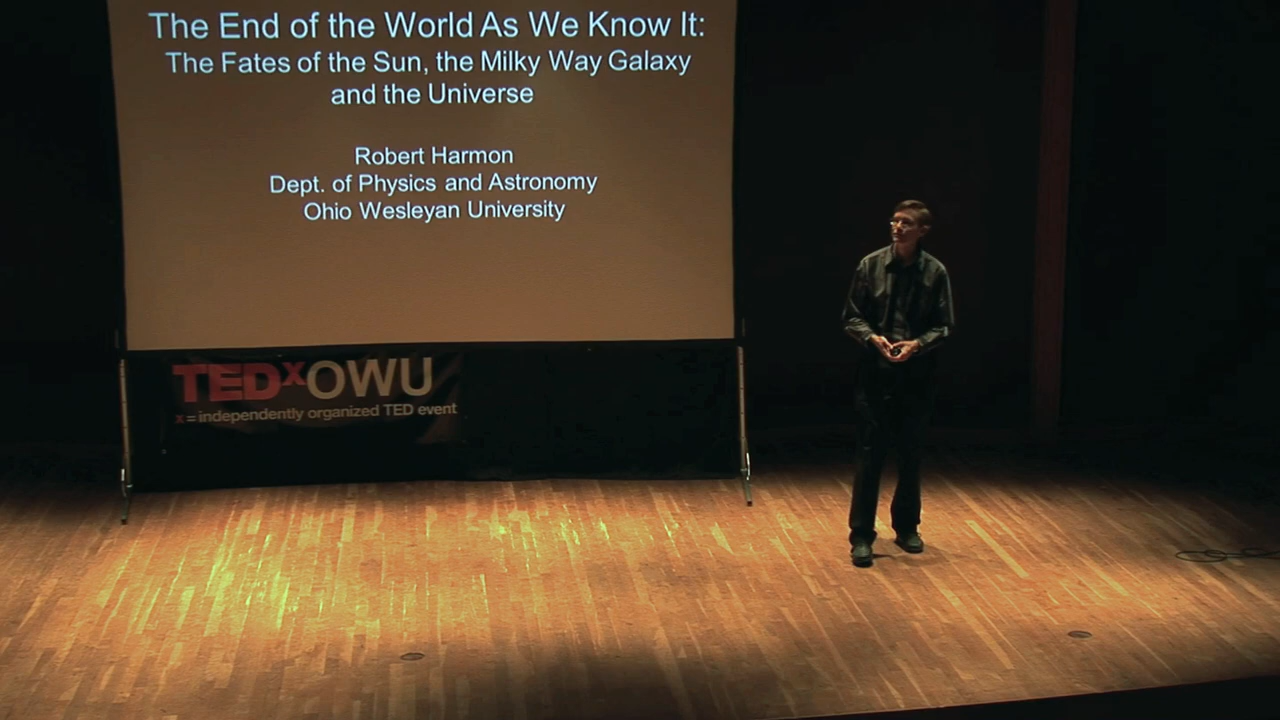 The End of the World As We Know It:
The Fates of the Sun, the Milky Way Galaxy
and the Universe
Robert Harmon
Dept. of Physics and Astronomy
Ohio Wesleyan University
TEDxOWU
x = independently organized TED event